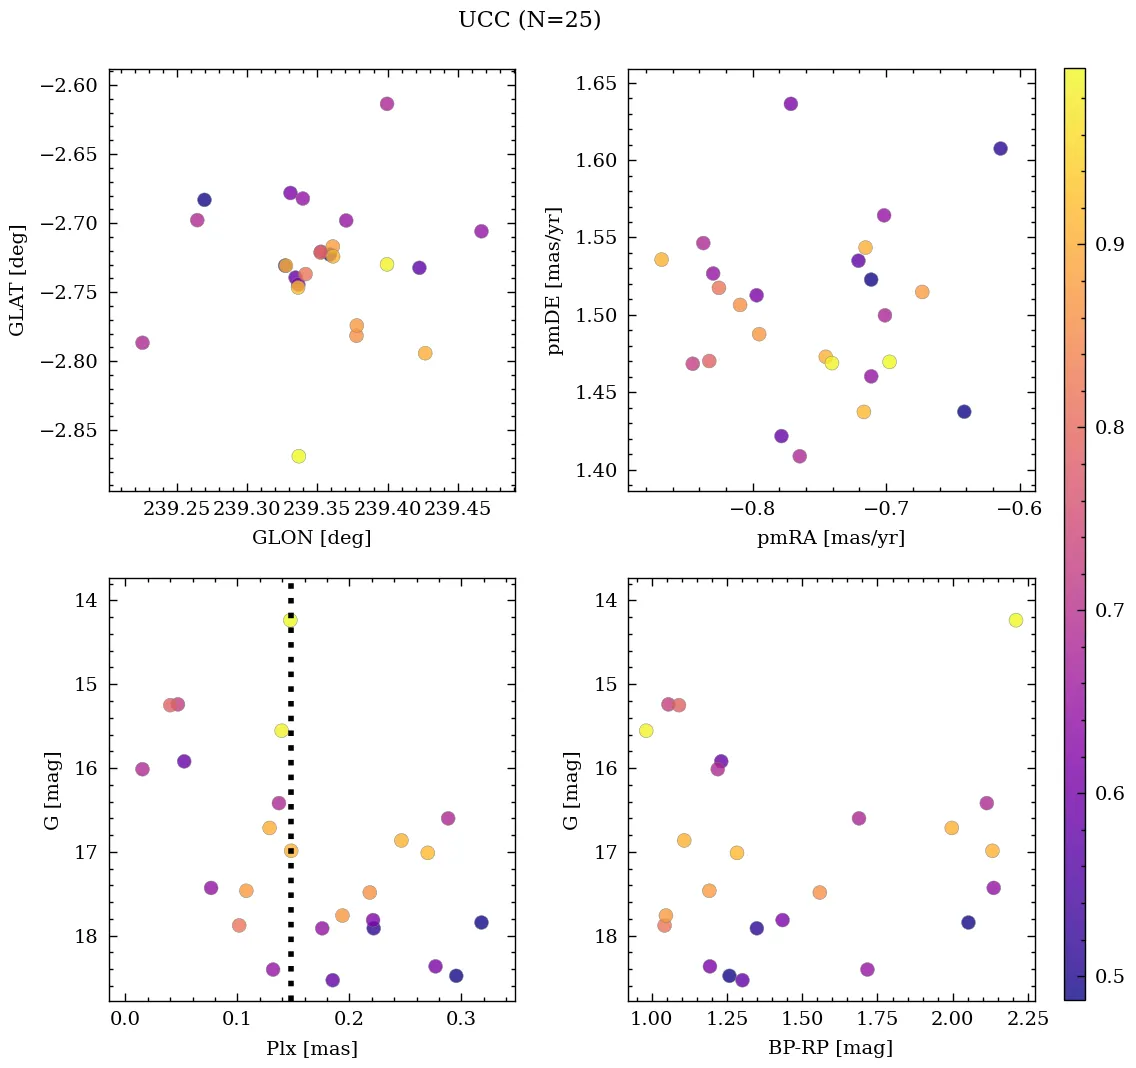 UCC (N=25)
−2.60
−2.65
−2.70
−2.75
−2.80
−2.85
GLAT [deg]
239.25 239.30 239.35 239.40 239.45
GLON [deg]
1.65
1.60
1.55
1.50
1.45
1.40
pmDE [mas/yr]
−0.8 −0.7 −0.6
pmRA [mas/yr]
14
15
16
17
18
G [mag]
0.0 0.1 0.2 0.3
Plx [mas]
14
15
16
17
18
G [mag]
1.00 1.25 1.50 1.75 2.00 2.25
BP-RP [mag]
0.9
0.8
0.7
0.6
0.5